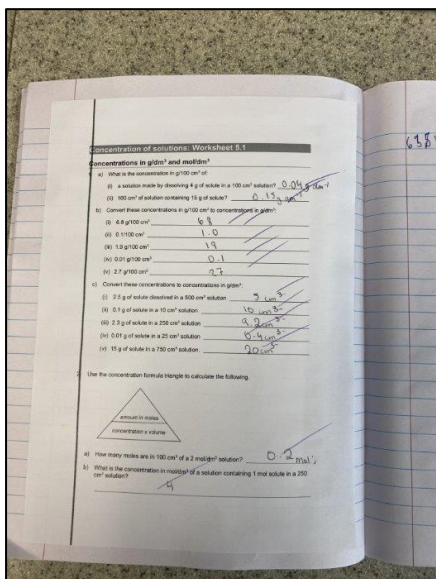 Concentration of solutions: Worksheet 5.1
Concentrations in g/dm³ and mol/dm³
a) What is the concentration in g/100 cm³ of:
(i) a solution made by dissolving 4 g of solute in a 100 cm³ solution? 0.04 g dm⁻¹
(ii) 100 cm³ of solution containing 15 g of solute? 0.15 g dm⁻¹
b) Convert these concentrations in g/100 cm³ to concentrations in g/dm³:
(i) 6.8 g/100 cm³ 68
(ii) 0.1/100 cm³ 1.0
(iii) 1.9 g/100 cm³ 19
(iv) 0.01 g/100 cm³ 0.1
(v) 2.7 g/100 cm³ 27
c) Convert these concentrations to concentrations in g/dm³:
(i) 2.5 g of solute dissolved in a 500 cm³ solution 5 cm³⁻
(ii) 0.1 g of solute in a 10 cm³ solution 10 cm³⁻
(iii) 2.3 g of solute in a 250 cm³ solution 9.2 cm³⁻
(iv) 0.01 g of solute in a 25 cm³ solution 0.4 cm³⁻
(v) 15 g of solute in a 750 cm³ solution 20 cm³⁻
Use the concentration formula triangle to calculate the following.
amount in moles
concentration x volume
a) How many moles are in 100 cm³ of a 2 mol/dm³ solution? 0.2 mol
b) What is the concentration in mol/dm³ of a solution containing 1 mol solute in a 250
cm³ solution?
4